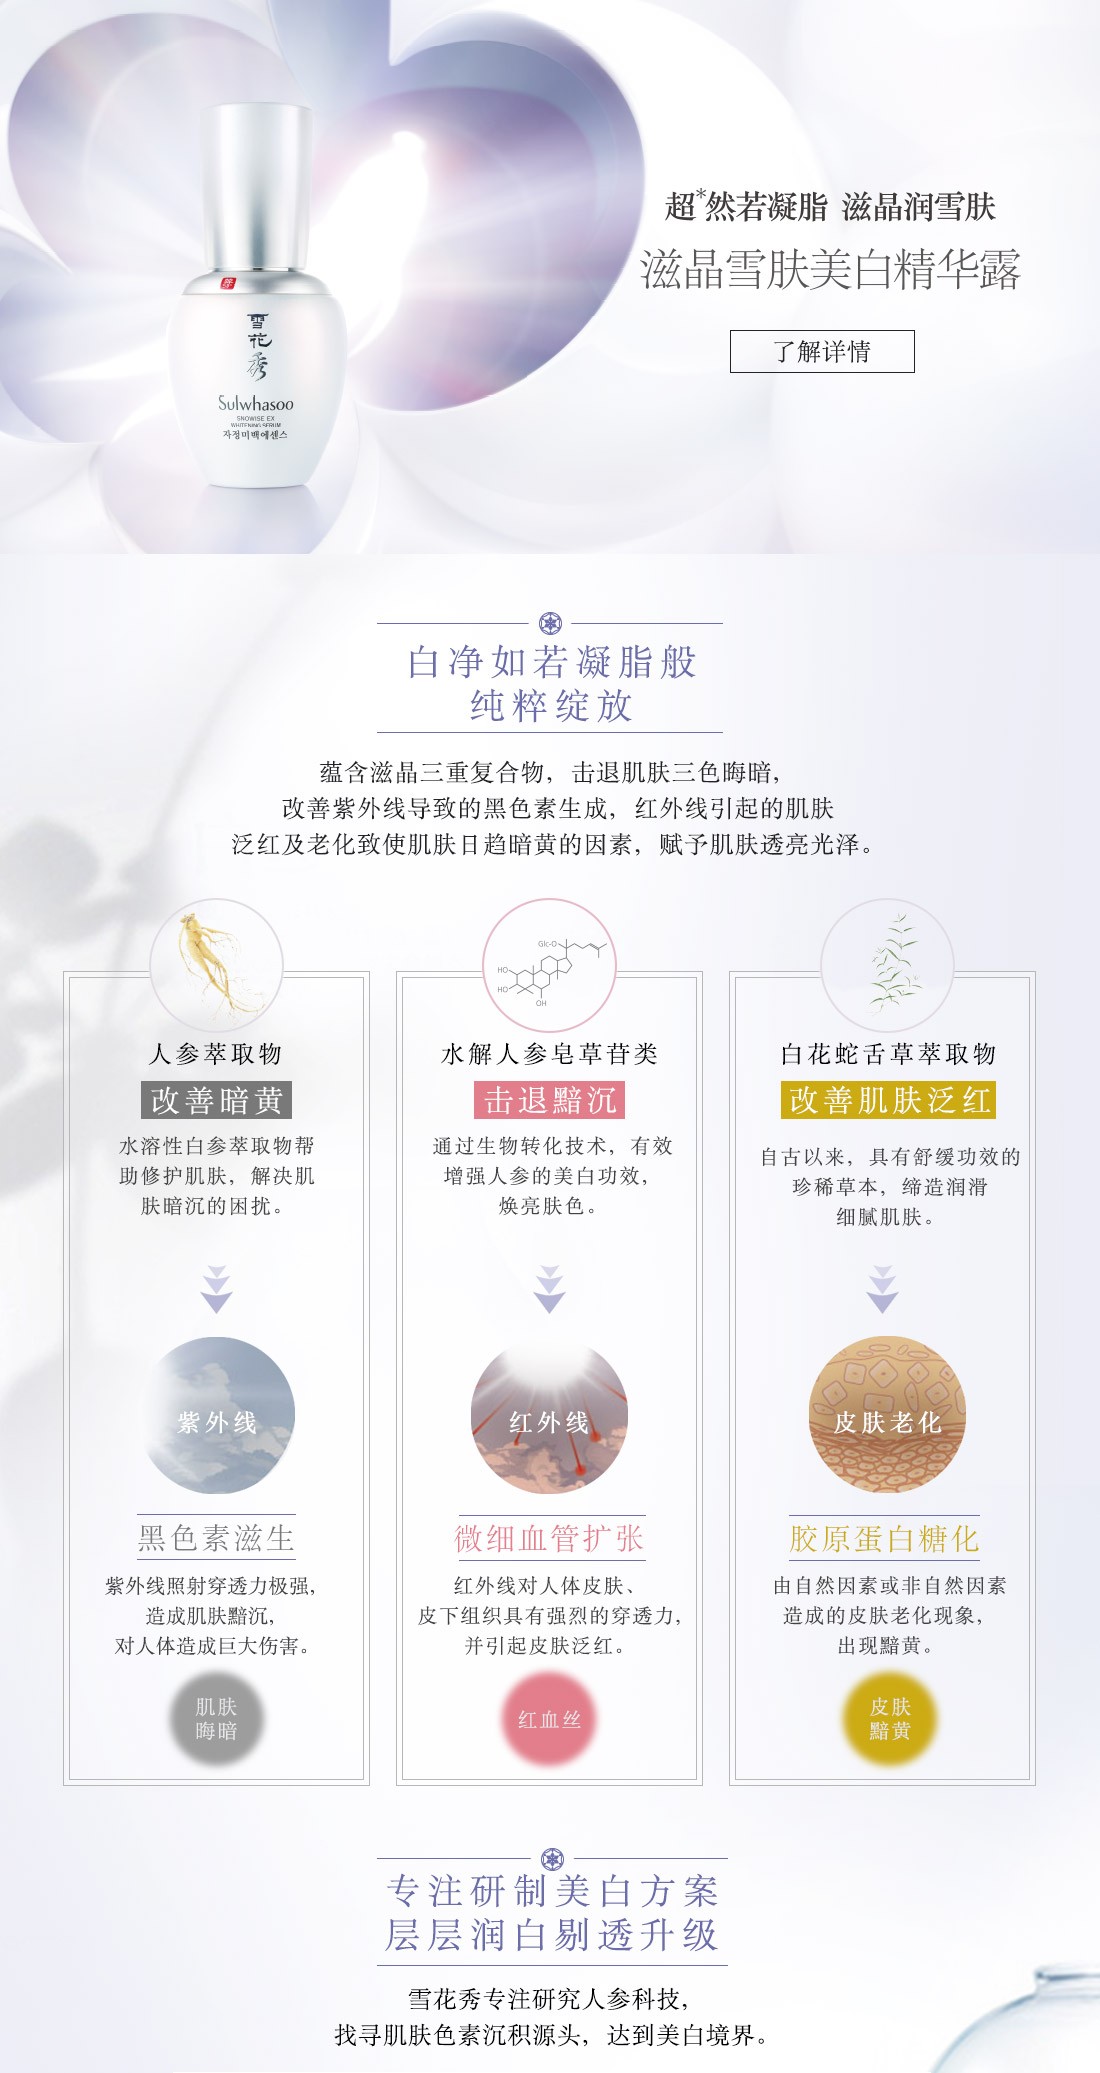 超*然若凝脂 滋晶润雪肤
滋晶雪肤美白精华露
了解详情
雪
花
秀
Sulwhasoo
SNOWISE EX
WHITENING SERUM
자정미백에센스
白净如若凝脂般
纯粹绽放
蕴含滋晶三重复合物，击退肌肤三色晦暗，
改善紫外线导致的黑色素生成，红外线引起的肌肤
泛红及老化致使肌肤日趋暗黄的因素，赋予肌肤透亮光泽。
人参萃取物
改善暗黄
水溶性白参萃取物帮
助修护肌肤，解决肌
肤暗沉的困扰。
紫外线
黑色素滋生
紫外线照射穿透力极强，
造成肌肤黯沉，
对人体造成巨大伤害。
肌肤
晦暗
Glc-O
HO
HO
OH
水解人参皂草苷类
击退黯沉
通过生物转化技术，有效
增强人参的美白功效，
焕亮肤色。
红外线
微细血管扩张
红外线对人体皮肤、
皮下组织具有强烈的穿透力，
并引起皮肤泛红。
红血丝
白花蛇舌草萃取物
改善肌肤泛红
自古以来，具有舒缓功效的
珍稀草本，缔造润滑
细腻肌肤。
皮肤老化
胶原蛋白糖化
由自然因素或非自然因素
造成的皮肤老化现象，
出现黯黄。
皮肤
黯黄
专注研制美白方案
层层润白剔透升级
雪花秀专注研究人参科技，
找寻肌肤色素沉积源头，达到美白境界。